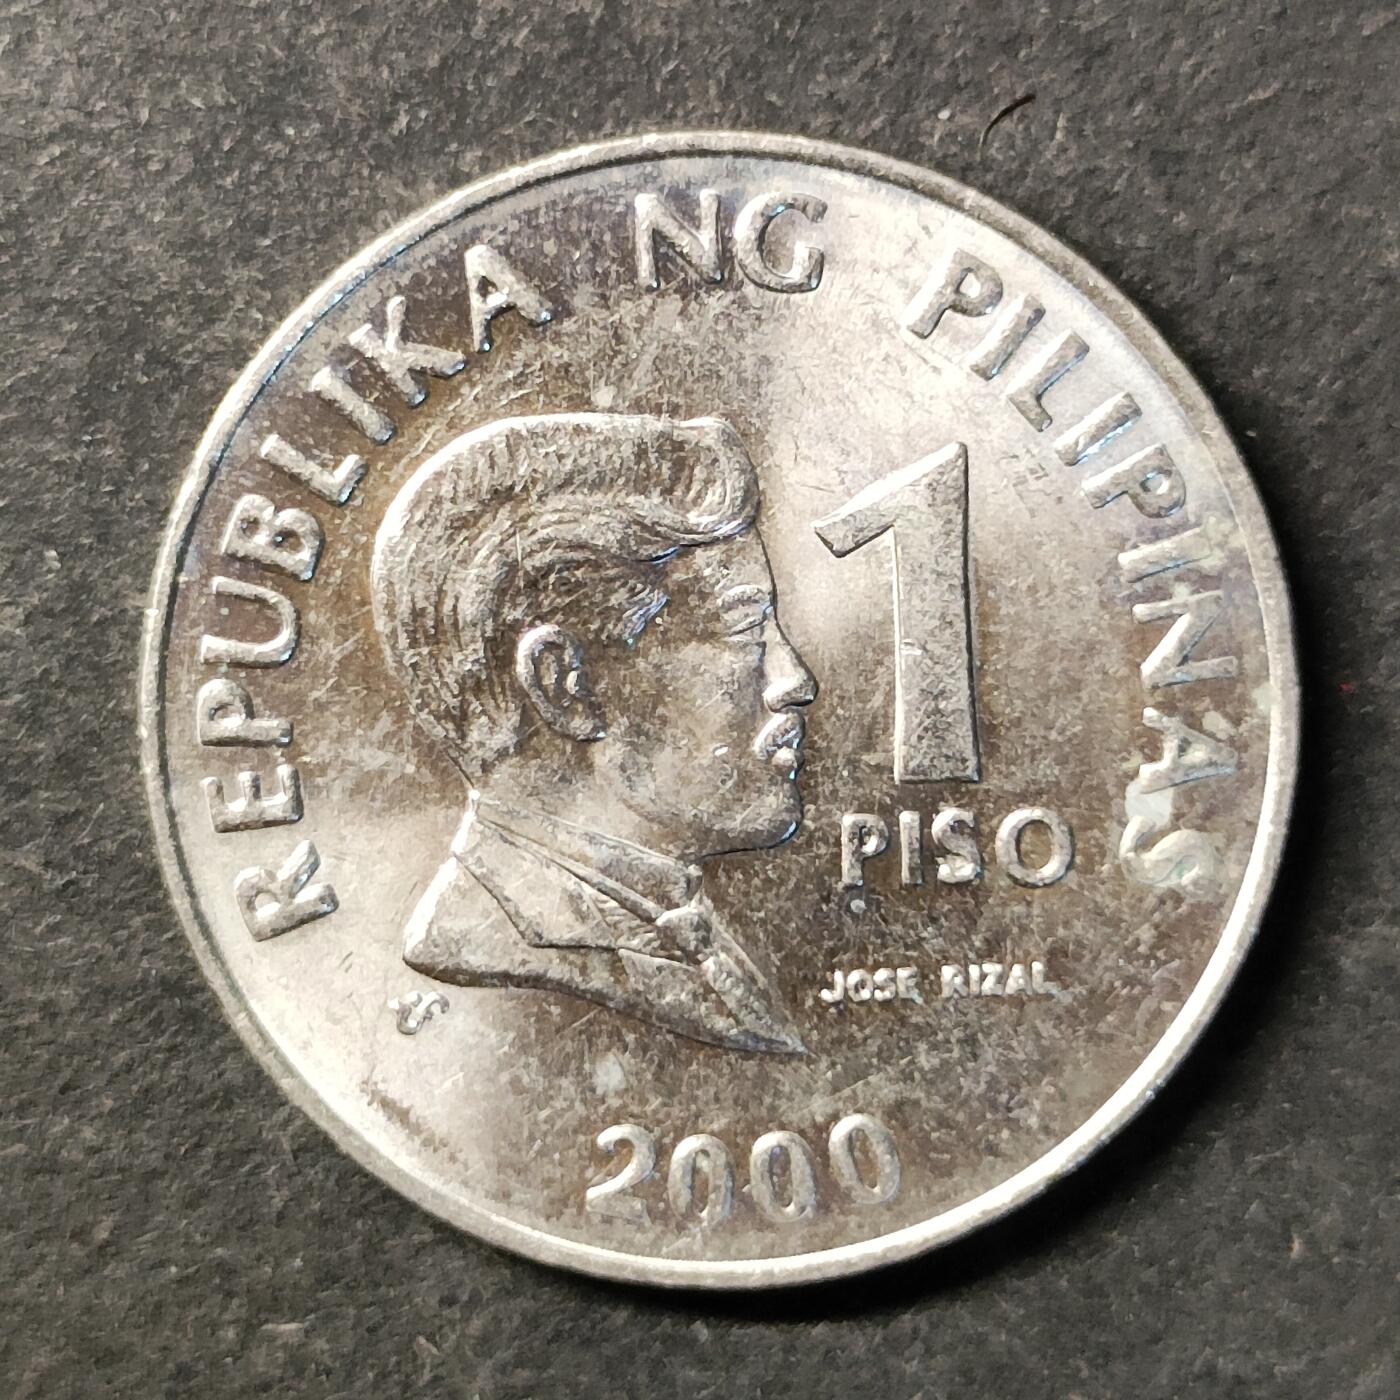 REPUBLIKA NG PILIPINAS
1
PISO
JOSE RIZAL
2000